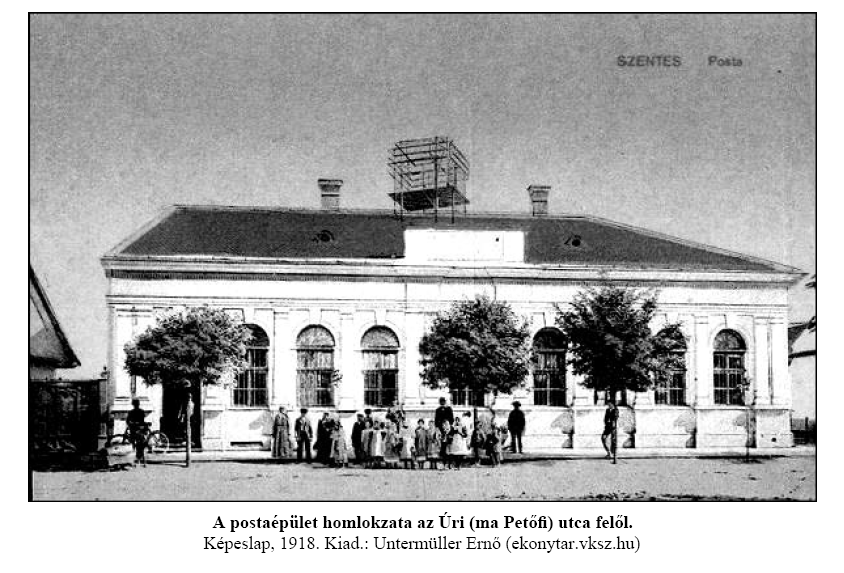 SZENTES Posta
A postaépület homlokzata az Úri (ma Petőfi) utca felől.
Képeslap, 1918. Kiad.: Untermüller Ernő (ekonytar.vksz.hu)